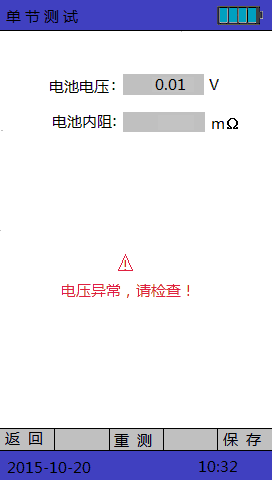 单节测试
电池电压： 0.01 V
电池内阻: mΩ
电压异常，请检查！
返回 重测 保存
2015-10-20 10:32